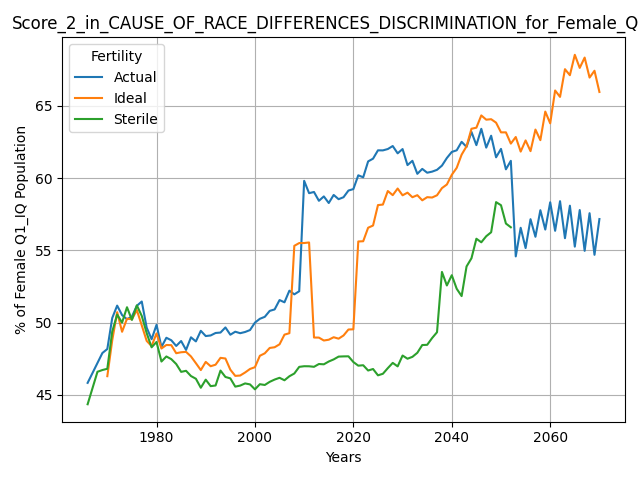 Score_2_in_CAUSE_OF_RACE_DIFFERENCES_DISCRIMINATION_for_Female_Q
Fertility
Actual
Ideal
Sterile
% of Female Q1_IQ Population
65
60
55
50
45
1980
2000
2020
2040
2060
Years